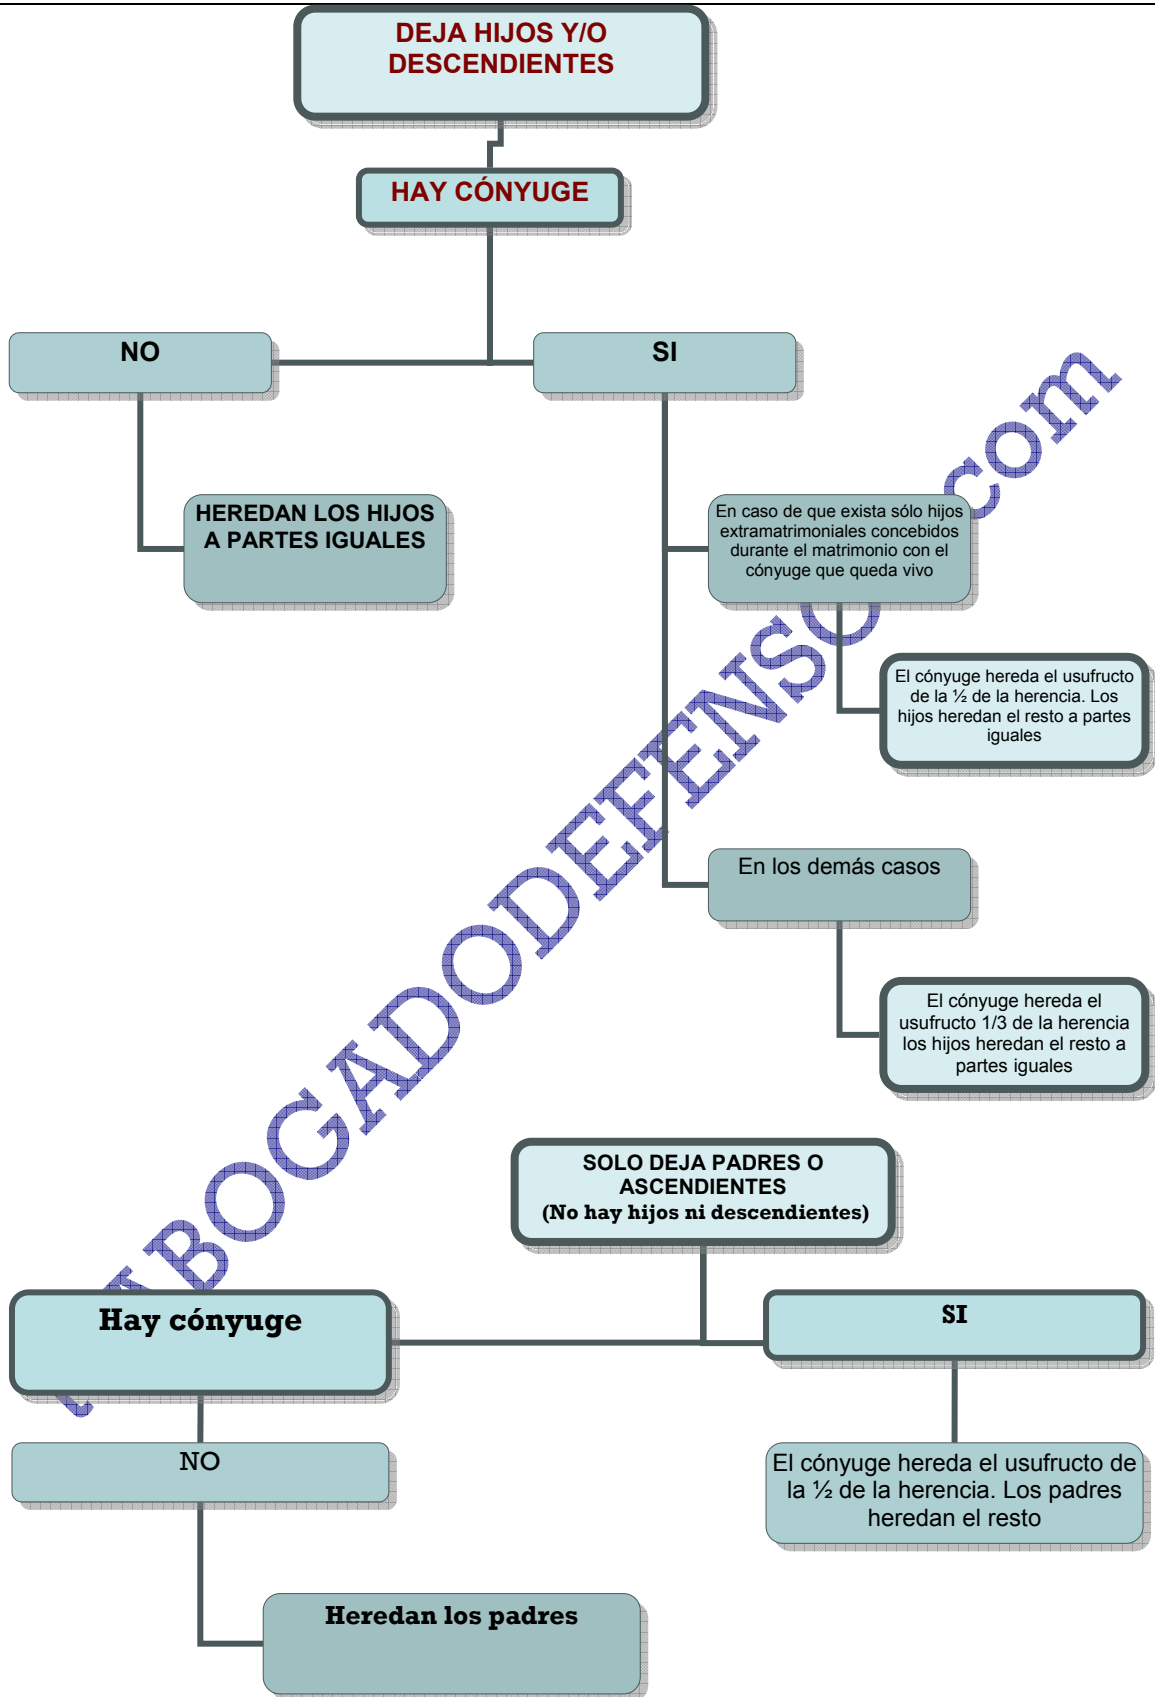 DEJA HIJOS Y/O
DESCENDIENTES
HAY CÓNYUGE
NO
SI
HEREDAN LOS HIJOS
A PARTES IGUALES
En caso de que exista sólo hijos
extramatrimoniales concebidos
durante el matrimonio con el
cónyuge que queda vivo
El cónyuge hereda el usufructo
de la ½ de la herencia. Los
hijos heredan el resto a partes
iguales
En los demás casos
El cónyuge hereda el
usufructo 1/3 de la herencia
los hijos heredan el resto a
partes iguales
SOLO DEJA PADRES O
ASCENDIENTES
(No hay hijos ni descendientes)
Hay cónyuge
SI
NO
El cónyuge hereda el usufructo de
la ½ de la herencia. Los padres
heredan el resto
Heredan los padres